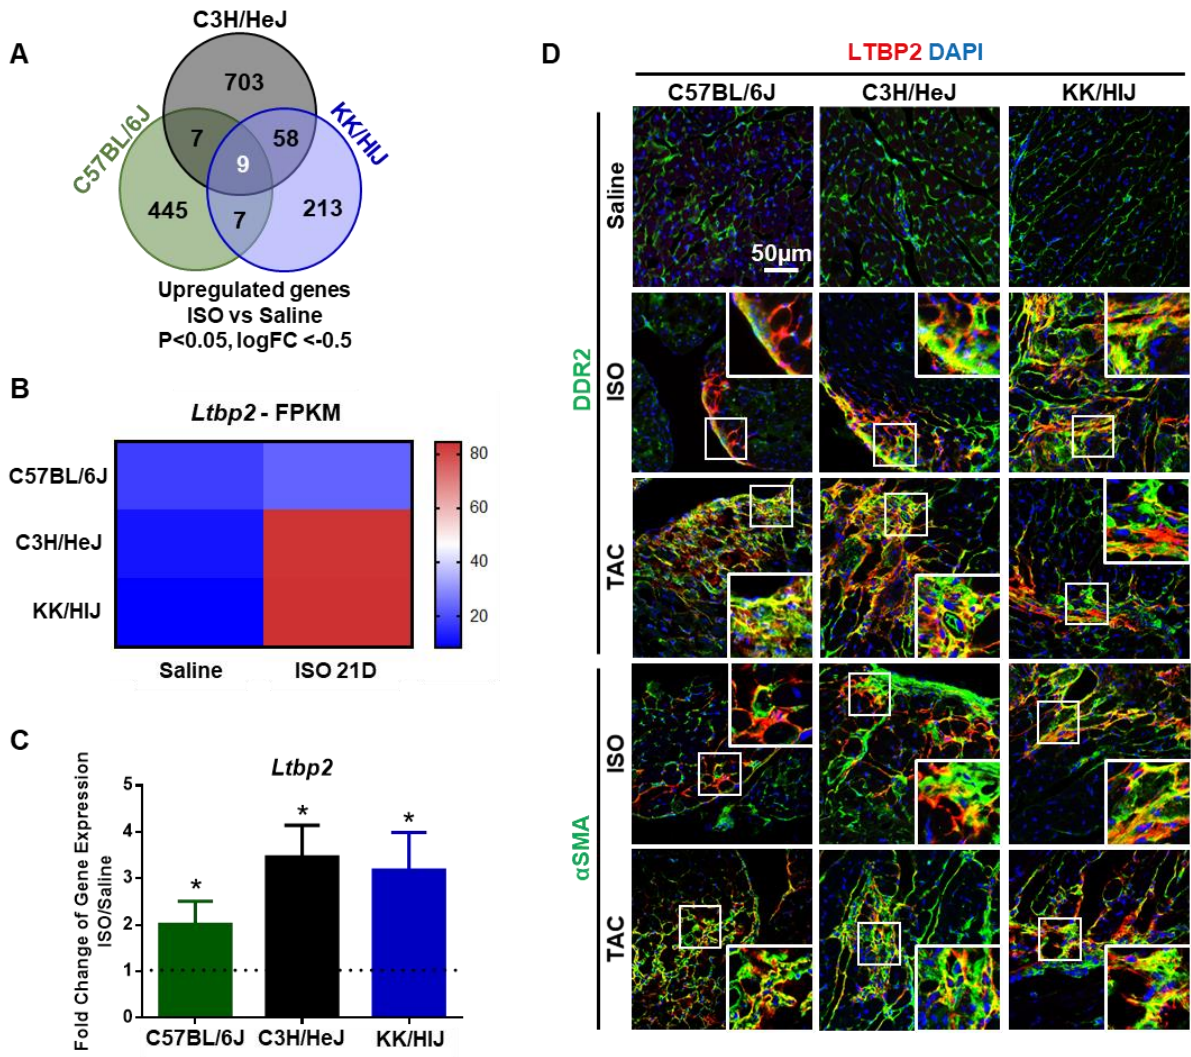 A
C3H/HeJ
703
C57BL/6J
KK/HIJ
7
58
9
445
7
213
Upregulated genes
ISO vs Saline
P<0.05, logFC <-0.5
B
Ltbp2 - FPKM
C57BL/6J
C3H/HeJ
KK/HIJ
Saline
ISO 21D
80
60
40
20
C
Ltbp2
Fold Change of Gene Expression
ISO/Saline
5
4
3
2
1
0
*
*
*
C57BL/6J
C3H/HeJ
KK/HIJ
D
LTBP2 DAPI
C57BL/6J
C3H/HeJ
KK/HIJ
Saline
50µm
DDR2
ISO
TAC
αSMA
ISO
TAC